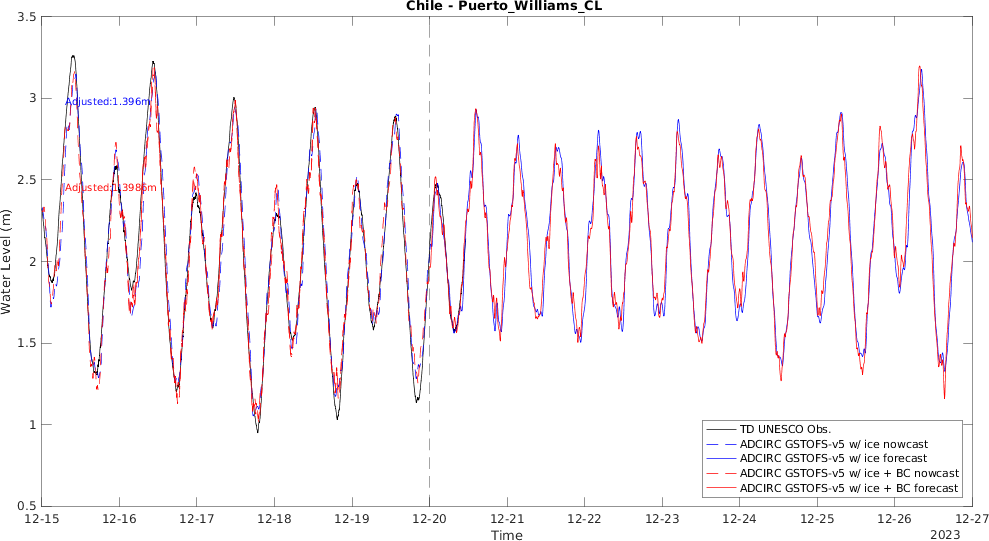 Chile - Puerto_Williams_CL
3.5
3
2.5
2
1.5
1
0.5
Water Level (m)
Adjusted:1.396m
Adjusted:1.3986m
12-15
12-16
12-17
12-18
12-19
12-20
12-21
12-22
12-23
12-24
12-25
12-26
12-27
Time
2023
TD UNESCO Obs.
ADCIRC GSTOFS-v5 w/ ice nowcast
ADCIRC GSTOFS-v5 w/ ice forecast
ADCIRC GSTOFS-v5 w/ ice + BC nowcast
ADCIRC GSTOFS-v5 w/ ice + BC forecast